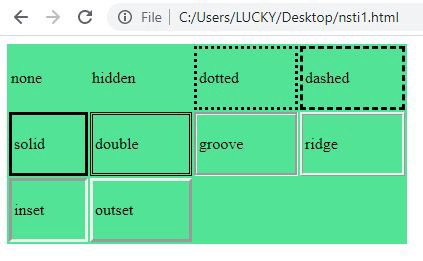 File | C:/Users/LUCKY/Desktop/nsti1.html
none hidden dotted dashed
solid double groove ridge
inset outset